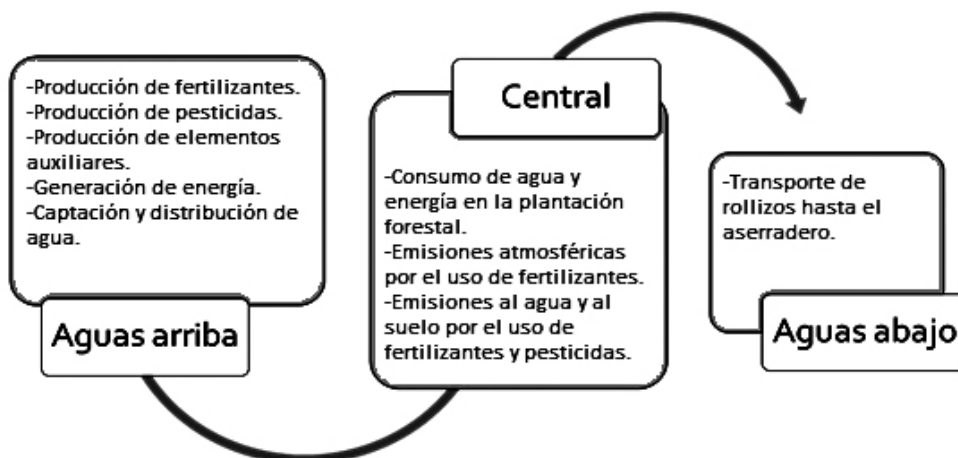 -Producción de fertilizantes.
-Producción de pesticidas.
-Producción de elementos
auxiliares.
-Generación de energía.
-Captación y distribución de
agua.
Aguas arriba
Central
-Consumo de agua y
energía en la plantación
forestal.
-Emisiones atmosféricas
por el uso de fertilizantes.
-Emisiones al agua y al
suelo por el uso de
fertilizantes y pesticidas.
-Transporte de
rollizos hasta el
aserradero.
Aguas abajo